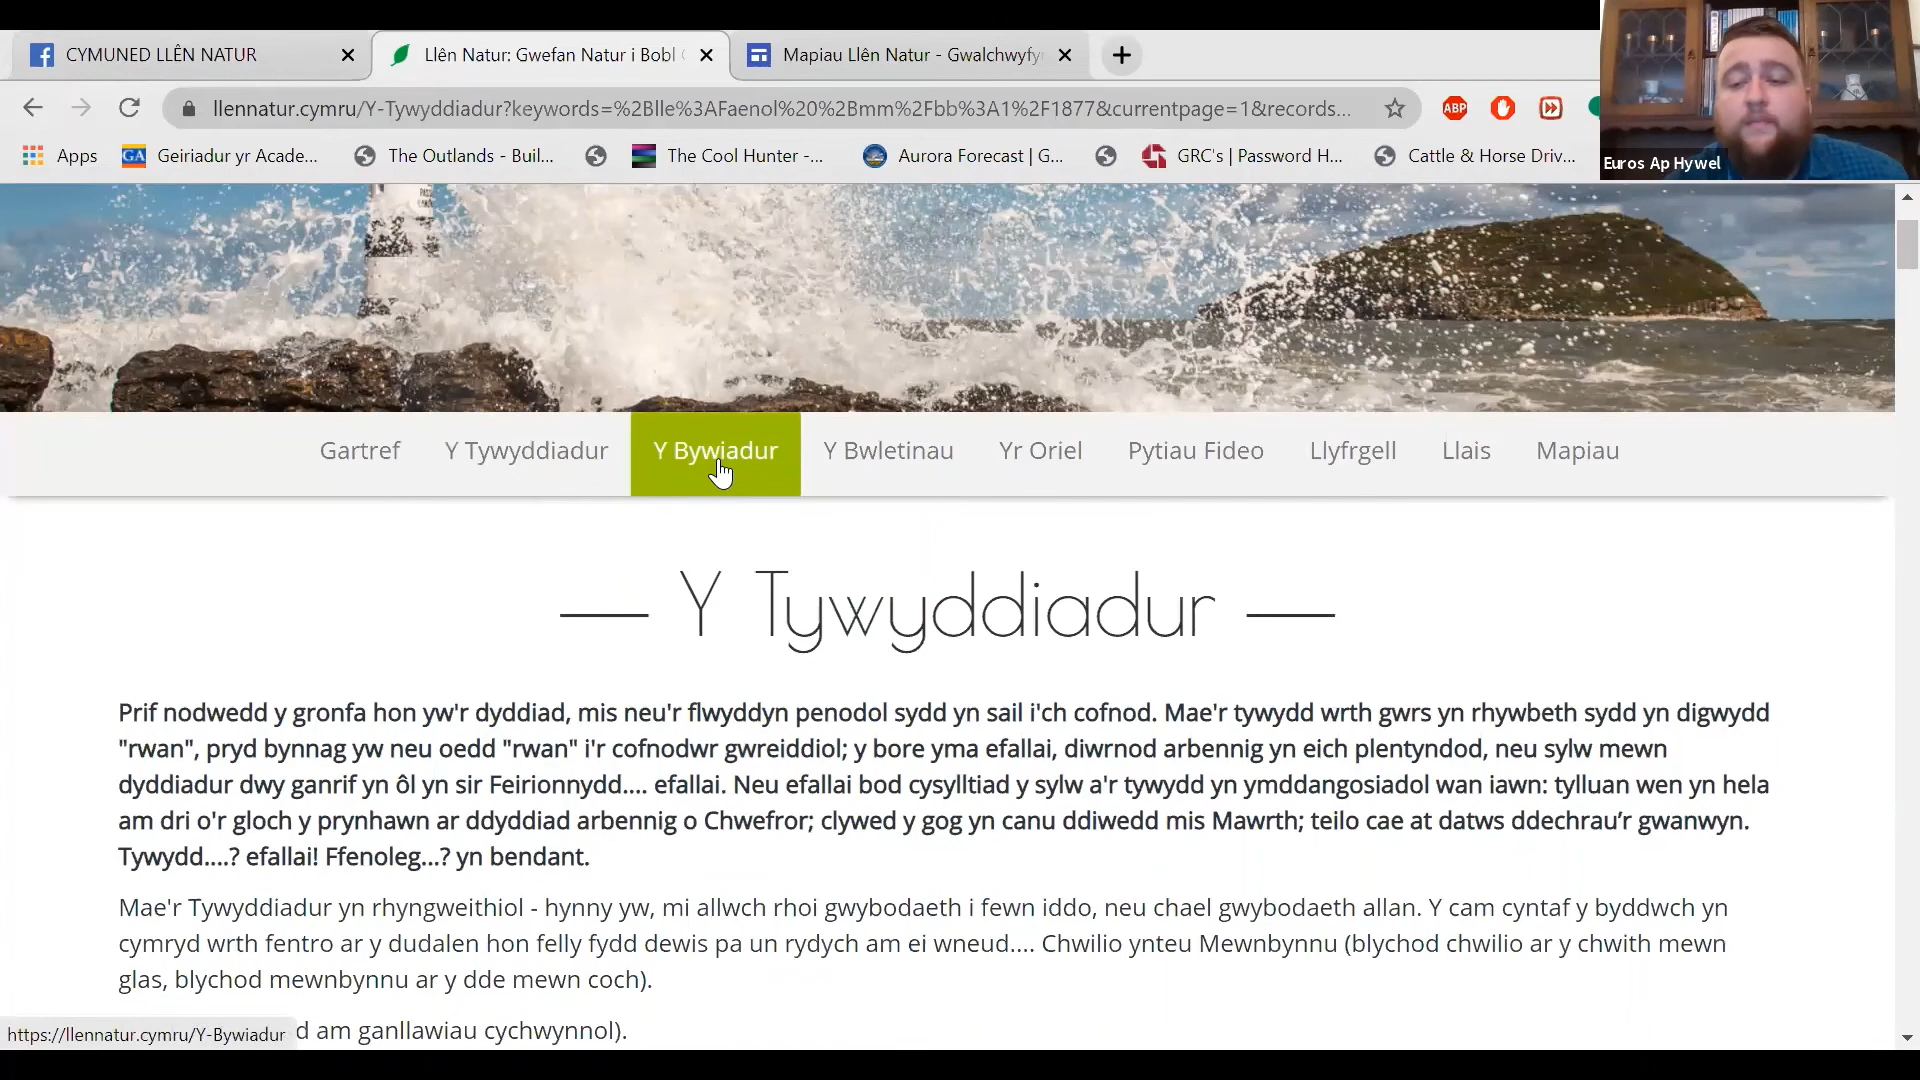 CYMUNED LLÊN NATUR
Llên Natur: Gwefan Natur i Bobl
Mapiau Llên Natur - Gwalchwyfy
llennatur.cymru/Y-Tywyddiadur?keywords=%2Blle%3AFaenol%20%2Bmm%2Fbb%3A1%2F1877&currentpage=1&records...
ABP
Euros Ap Hywel
Apps
GA
Geiriadur yr Acade...
The Outlands - Buil...
The Cool Hunter -...
Aurora Forecast | G...
GRC's | Password H...
Cattle & Horse Driv...
Gartref
Y Tywyddiadur
Y Bywiadur
Y Bwletinau
Yr Oriel
Pytiau Fideo
Llyfrgell
Llais
Mapiau
Y Tywyddiadur
Prif nodwedd y gronfa hon yw'r dyddiad, mis neu'r flwyddyn penodol sydd yn sail i'ch cofnod. Mae'r tywydd wrth gwrs yn rhywbeth sydd yn digwydd
"rwan", pryd bynnag yw neu oedd "rwan" i'r cofnodwr gwreiddiol; y bore yma efallai, diwrnod arbennig yn eich plentyndod, neu sylw mewn
dyddiadur dwy ganrif yn ôl yn sir Feirionnydd.... efallai. Neu efallai bod cysylltiad y sylw a'r tywydd yn ymddangosiadol wan iawn: tylluan wen yn hela
am dri o'r gloch y prynhawn ar ddyddiad arbennig o Chwefror; clywed y gog yn canu ddiwedd mis Mawrth; teilo cae at datws ddechrau’r gwanwyn.
Tywydd....? efallai! Ffenoleg...? yn bendant.
Mae'r Tywyddiadur yn rhyngweithiol - hynny yw, mi allwch rhoi gwybodaeth i fewn iddo, neu chael gwybodaeth allan. Y cam cyntaf y byddwch yn
cymryd wrth fentro ar y dudalen hon felly fydd dewis pa un rydych am ei wneud.... Chwilio ynteu Mewnbynnu (blychod chwilio ar y chwith mewn
glas, blychod mewnbynnu ar y dde mewn coch).
https://llennatur.cymru/Y-Bywiadur
d am ganllawiau cychwynnol).